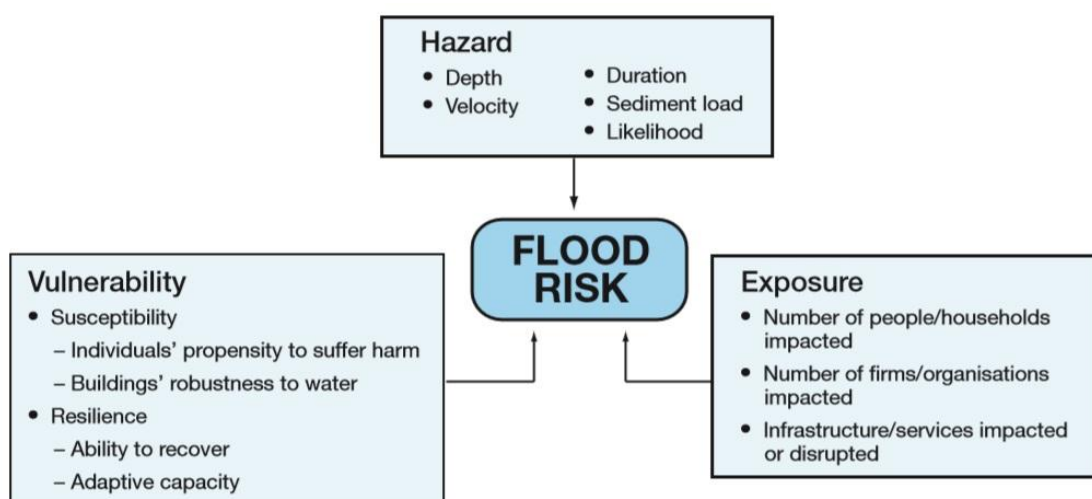 Hazard
• Depth
• Velocity
• Duration
• Sediment load
• Likelihood
FLOOD
RISK
Vulnerability
• Susceptibility
– Individuals’ propensity to suffer harm
– Buildings’ robustness to water
• Resilience
– Ability to recover
– Adaptive capacity
Exposure
• Number of people/households
impacted
• Number of firms/organisations
impacted
• Infrastructure/services impacted
or disrupted